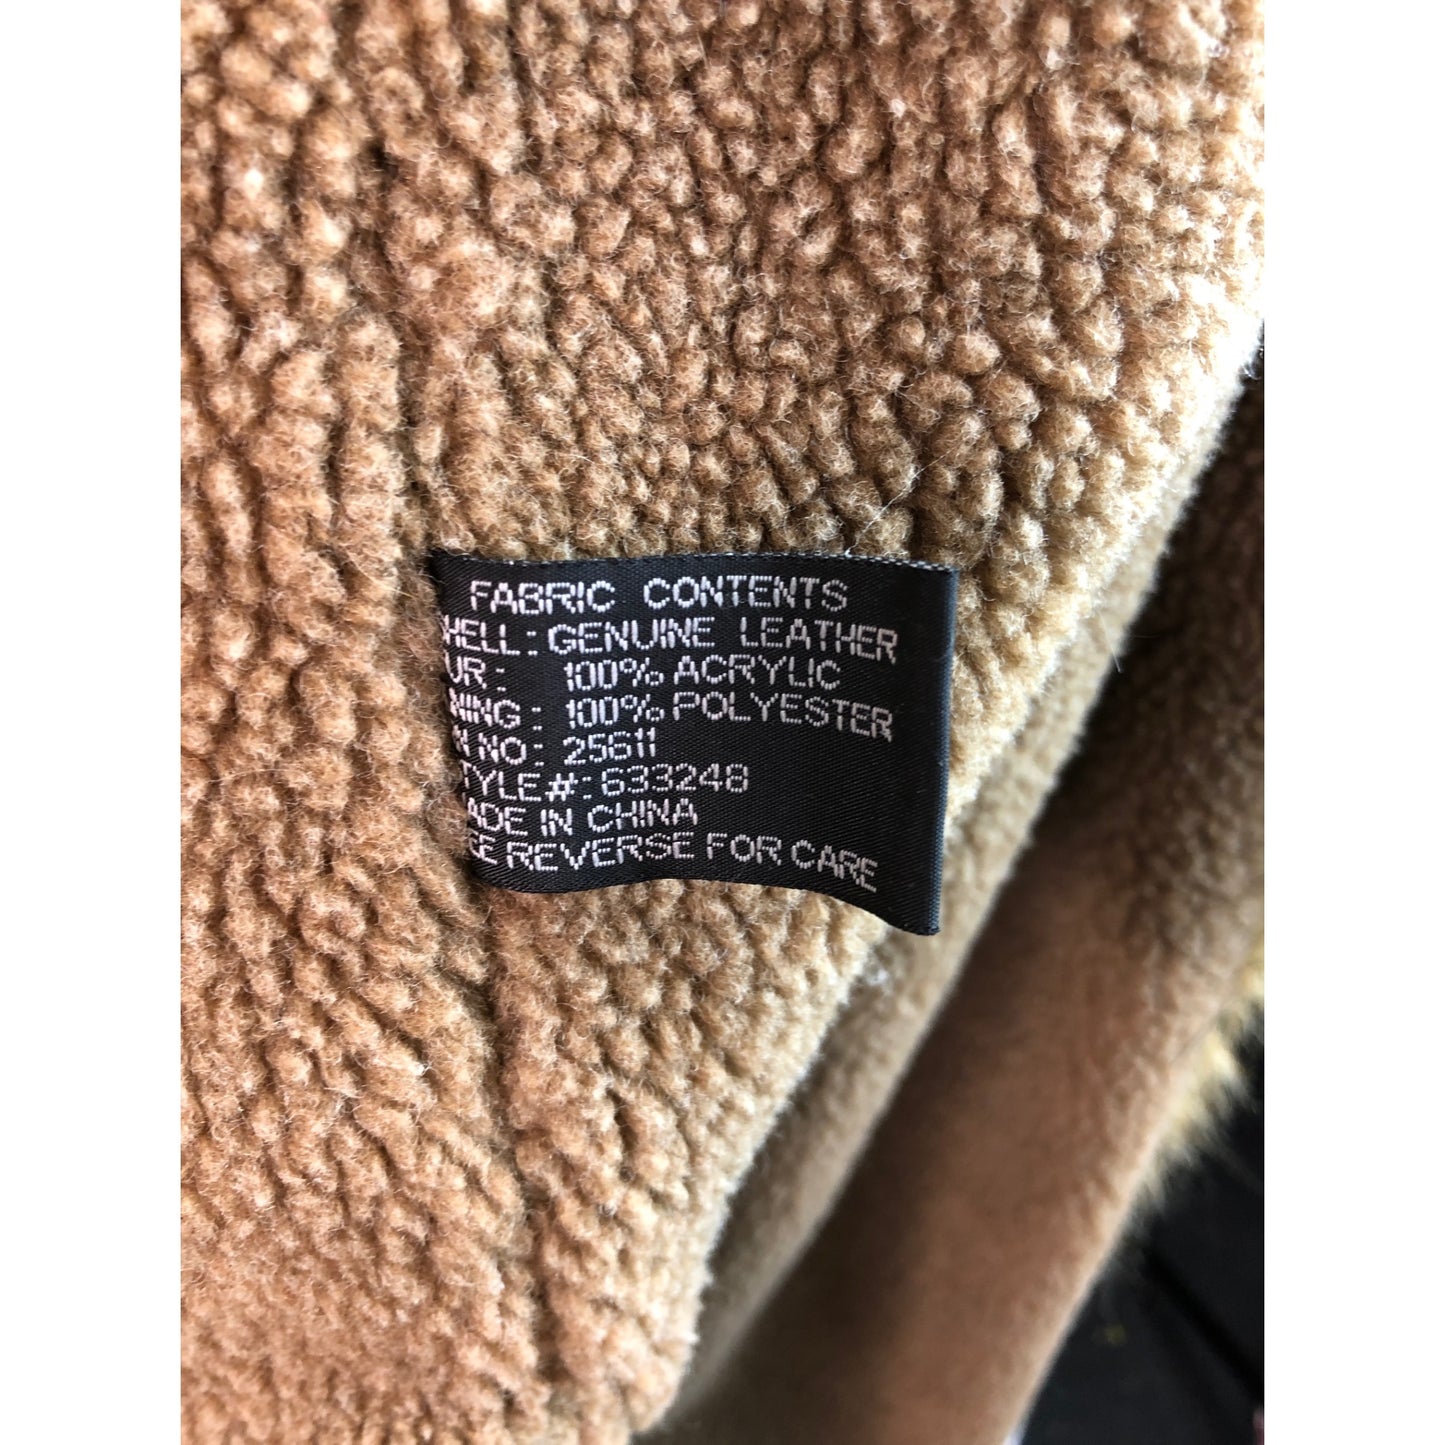 FABRIC CONTENTS
HELL: GENUINE LEATHER
UR: 100% ACRYLIC
NING: 100% POLYESTER
N NO: 25611
TYLE#: 633248
ADE IN CHINA
EE REVERSE FOR CARE